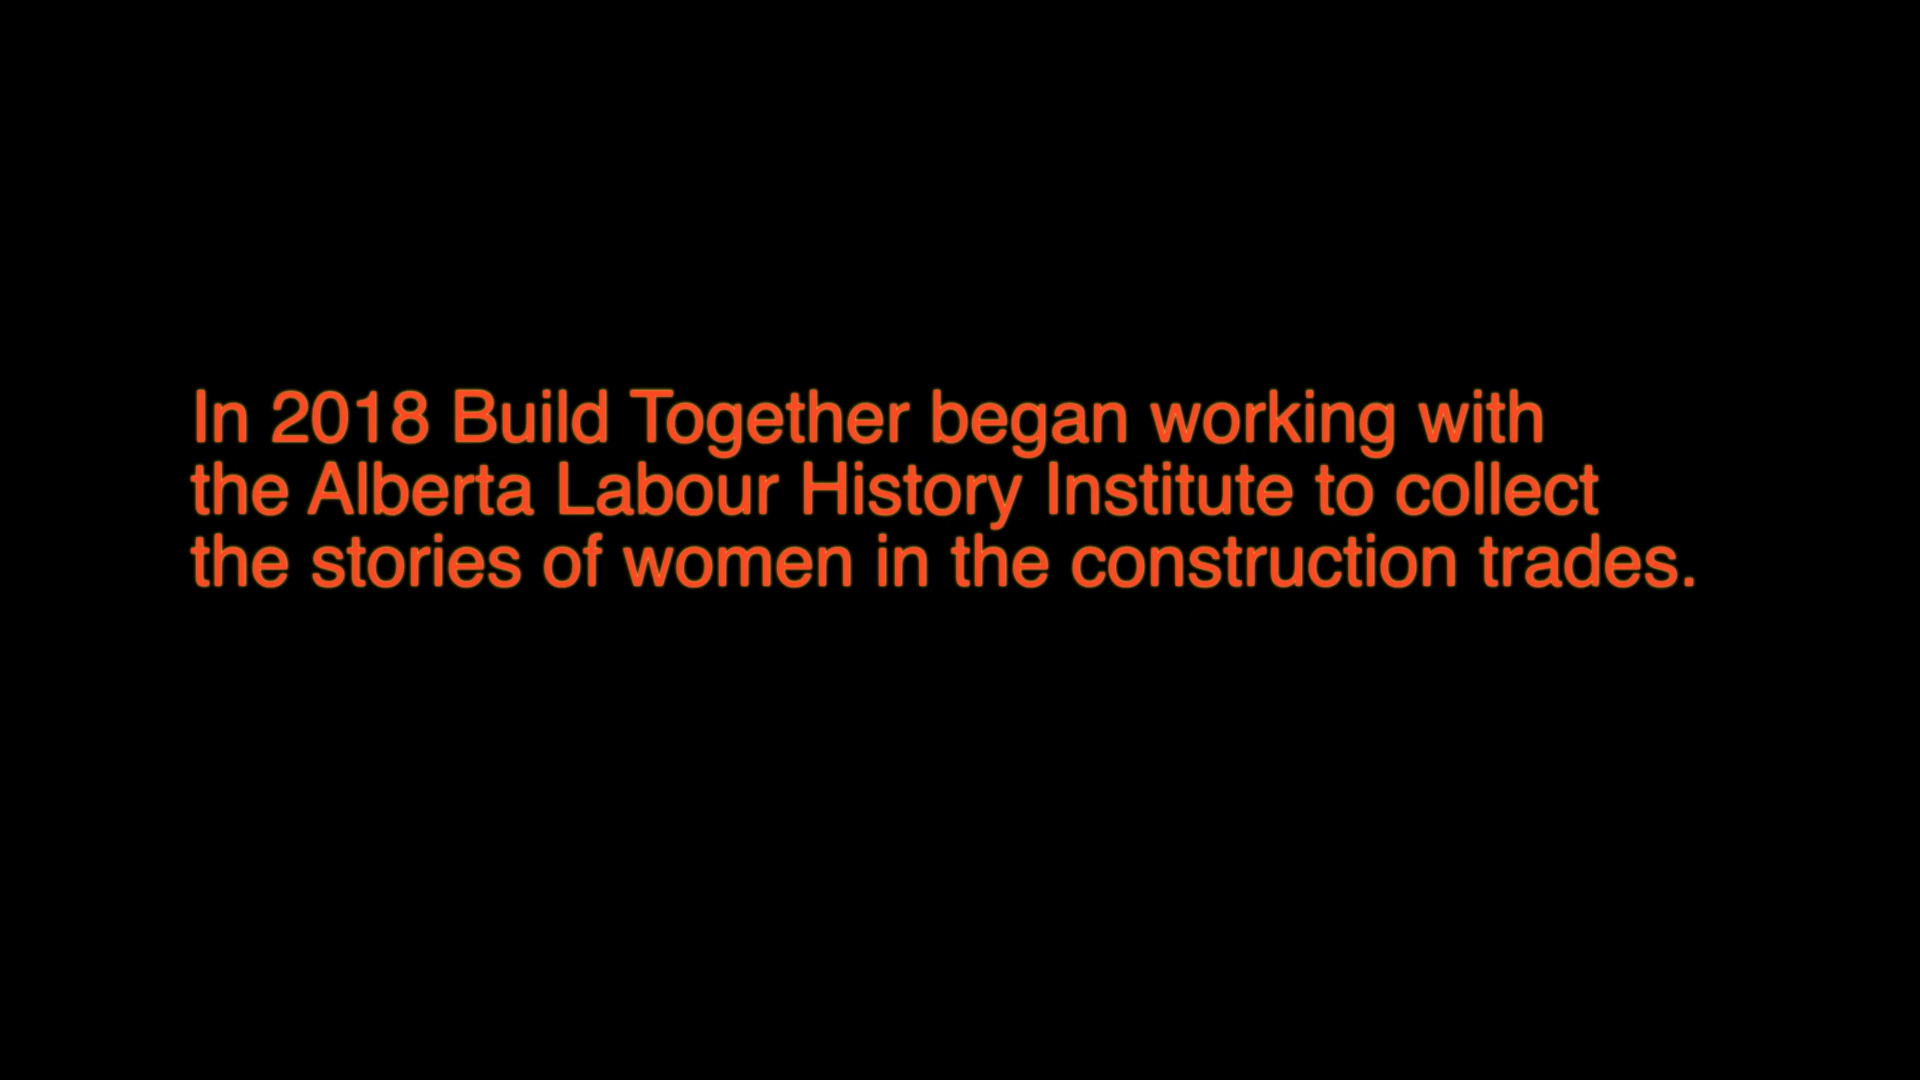 In 2018 Build Together began working with
the Alberta Labour History Institute to collect
the stories of women in the construction trades.